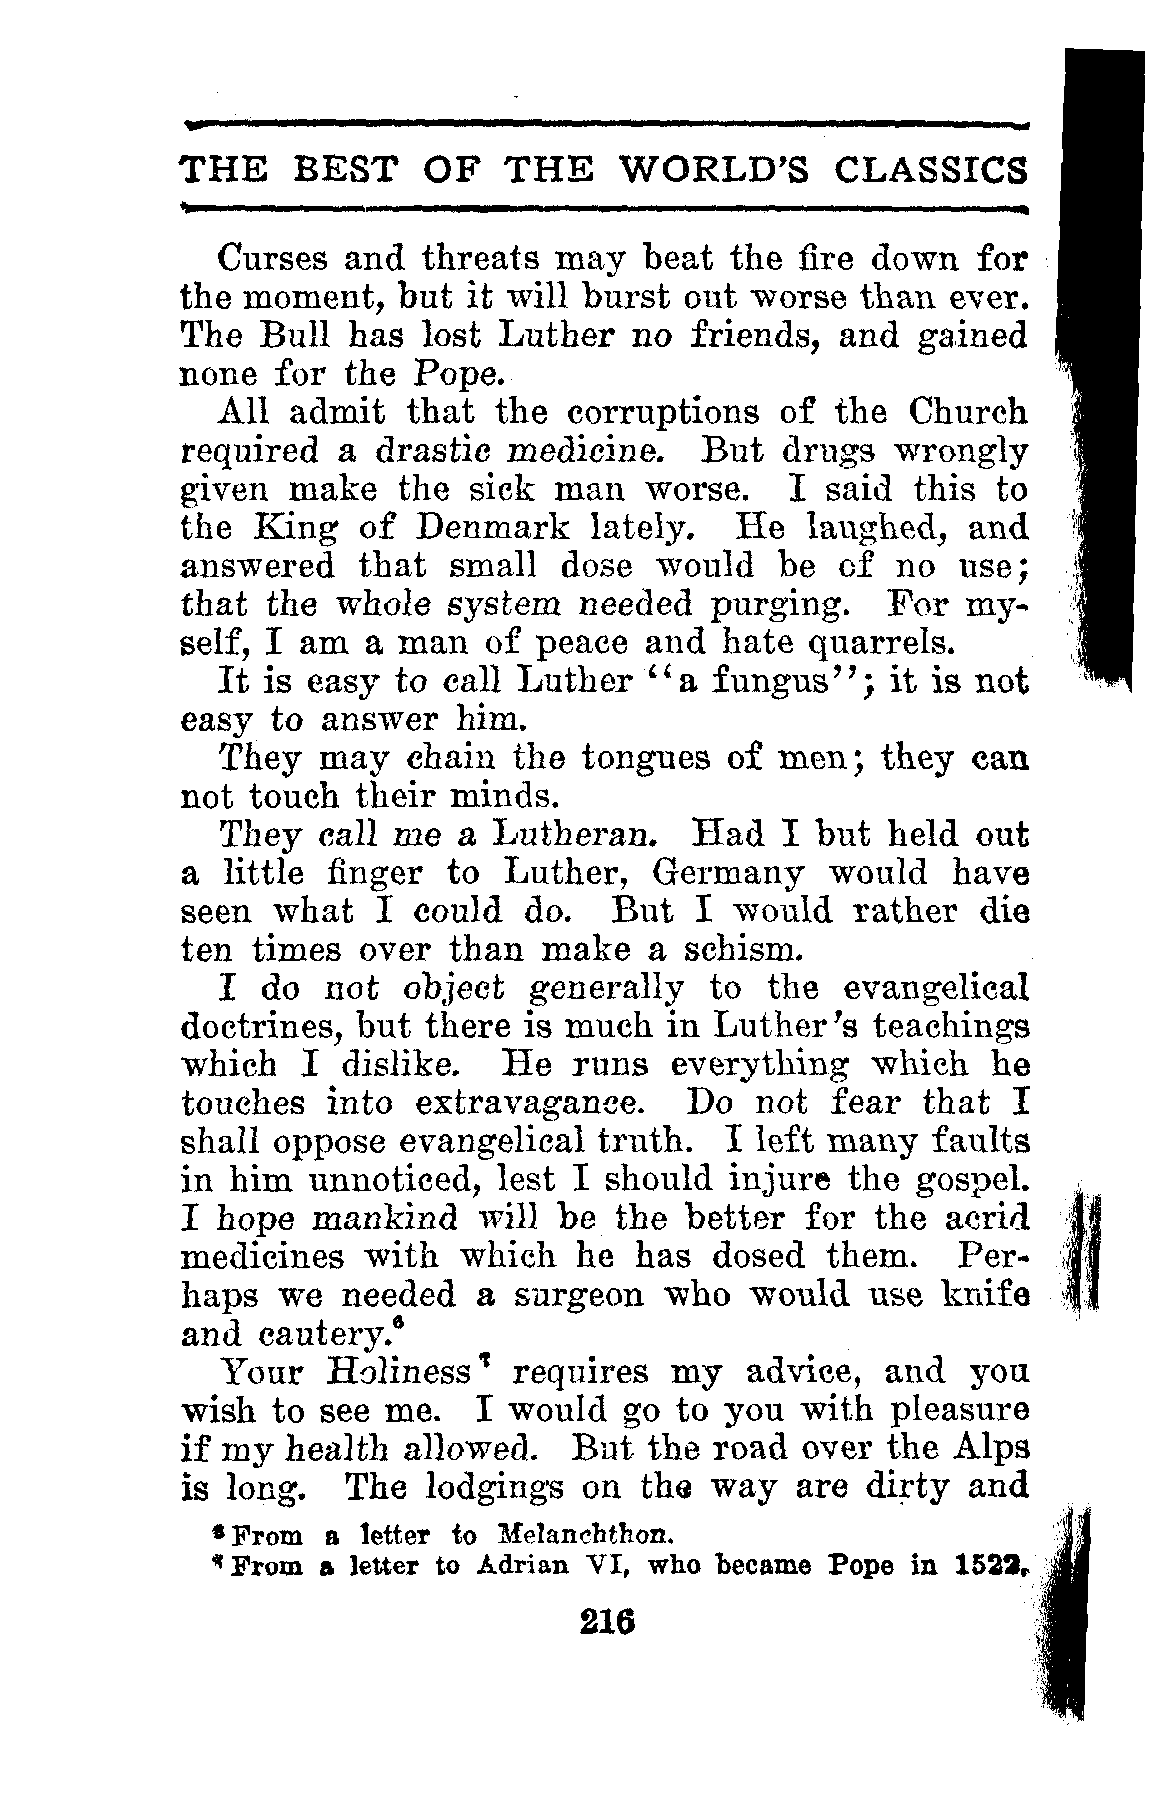 THE BEST OF THE WORLD'S CLASSICS
Curses and threats may beat the fire down for
the moment, but it will burst out worse than ever.
The Bull has lost Luther no friends, and gained
none for the Pope.
All admit that the corruptions of the Church
required a drastic medicine. But drugs wrongly
given make the sick man worse. I said this to
the King of Denmark lately. He laughed, and
answered that small dose would be of no use;
that the whole system needed purging. For my-
self, I am a man of peace and hate quarrels.
It is easy to call Luther "a fungus"; it is not
easy to answer him.
They may chain the tongues of men; they can
not touch their minds.
They call me a Lutheran. Had I but held out
a little finger to Luther, Germany would have
seen what I could do. But I would rather die
ten times over than make a schism.
I do not object generally to the evangelical
doctrines, but there is much in Luther's teachings
which I dislike. He runs everything which he
touches into extravagance. Do not fear that I
shall oppose evangelical truth. I left many faults
in him unnoticed, lest I should injure the gospel.
I hope mankind will be the better for the acrid
medicines with which he has dosed them. Per-
haps we needed a surgeon who would use knife
and cautery.⁶
Your Holiness⁷ requires my advice, and you
wish to see me. I would go to you with pleasure
if my health allowed. But the road over the Alps
is long. The lodgings on the way are dirty and
⁶ From a letter to Melanchthon.
⁷ From a letter to Adrian VI, who became Pope in 1522.
216